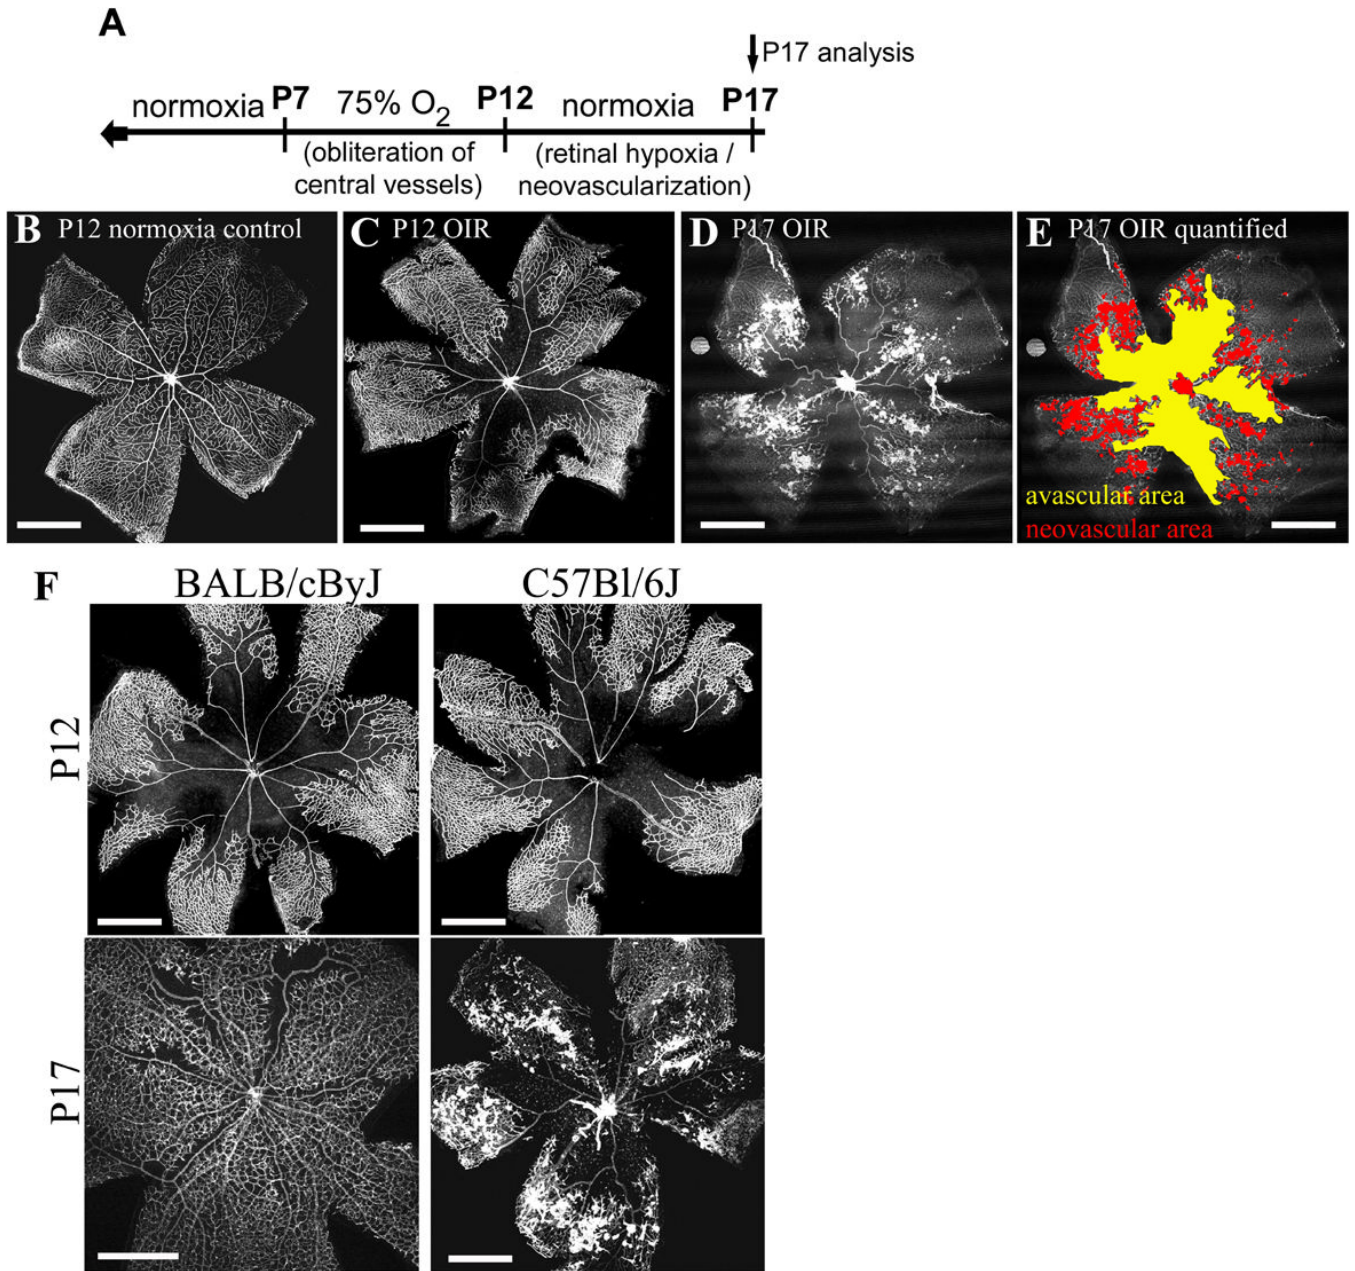 A
P17 analysis
normoxia P7 75% O2 P12 normoxia P17
(obliteration of central vessels)
(retinal hypoxia / neovascularization)
B P12 normoxia control
C P12 OIR
D P17 OIR
E P17 OIR quantified
avascular area
neovascular area
F BALB/cByJ C57Bl/6J
P12
P17